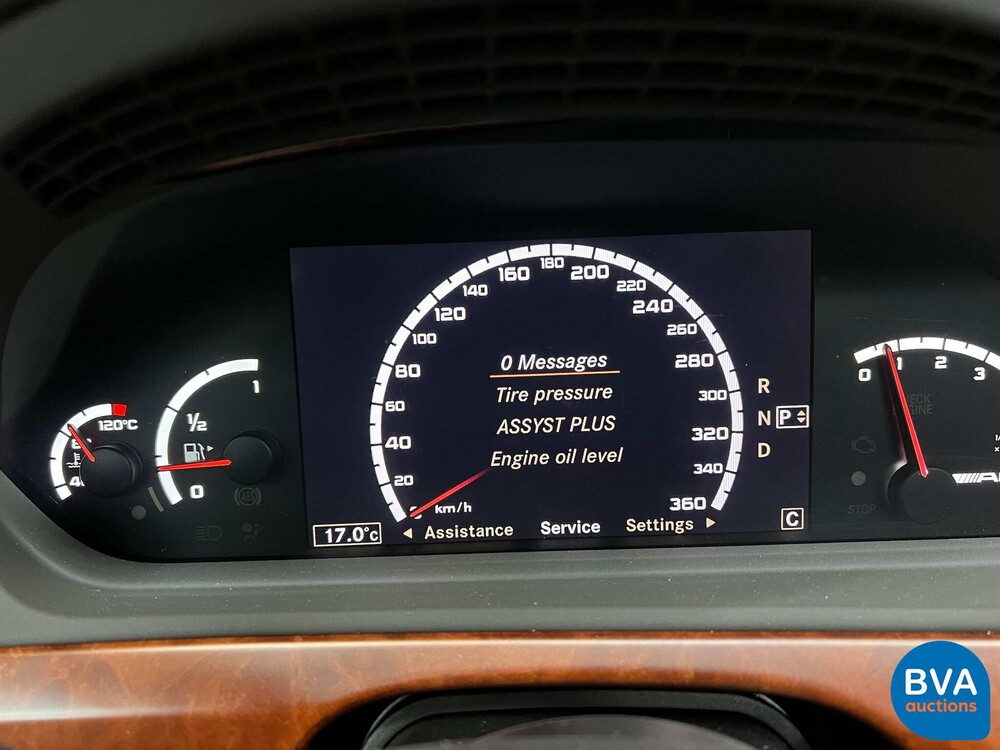 160 180 200
140 220
120 240
100 260
80 280
60 300
40 320
20 340
360
km/h
0 Messages
Tire pressure
ASSYST PLUS
Engine oil level
R
N P
D
17.0°C
Assistance Service Settings
C
120°C
1
½
0
0 1 2 3
CHECK
ENGINE
STOP
BVA
auctions